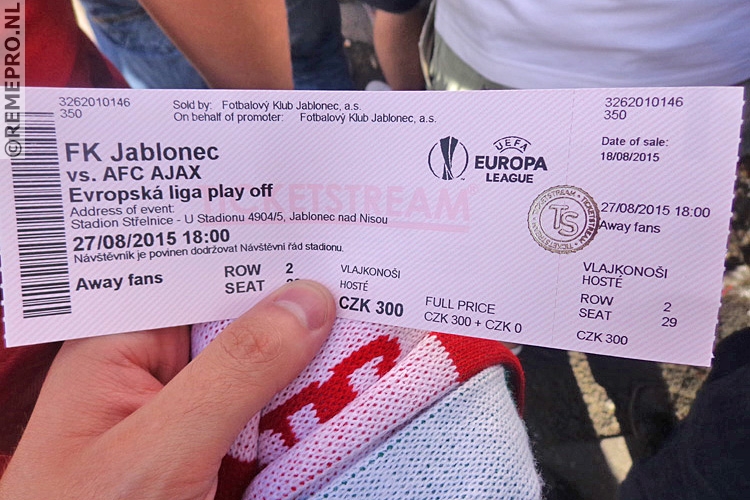 ©REMEPRO.NL
3262010146
350
Sold by: Fotbalový Klub Jablonec, a.s.
On behalf of promoter: Fotbalový Klub Jablonec, a.s.
FK Jablonec
vs. AFC AJAX
Evropská liga play off
TICKETSTREAM
Address of event:
Stadion Střelnice - U Stadionu 4904/5, Jablonec nad Nisou
27/08/2015 18:00
Návštěvník je povinen dodržovat Návštěvní řád stadionu.
Away fans
ROW 2
SEAT
VLAJKONOŠI
HOSTÉ
CZK 300
FULL PRICE
CZK 300 + CZK 0
UEFA
EUROPA
LEAGUE
TICKETSTREAM
TS
TICKETSTREAM
3262010146
350
Date of sale:
18/08/2015
27/08/2015 18:00
Away fans
VLAJKONOŠI
HOSTÉ
ROW 2
SEAT 29
CZK 300